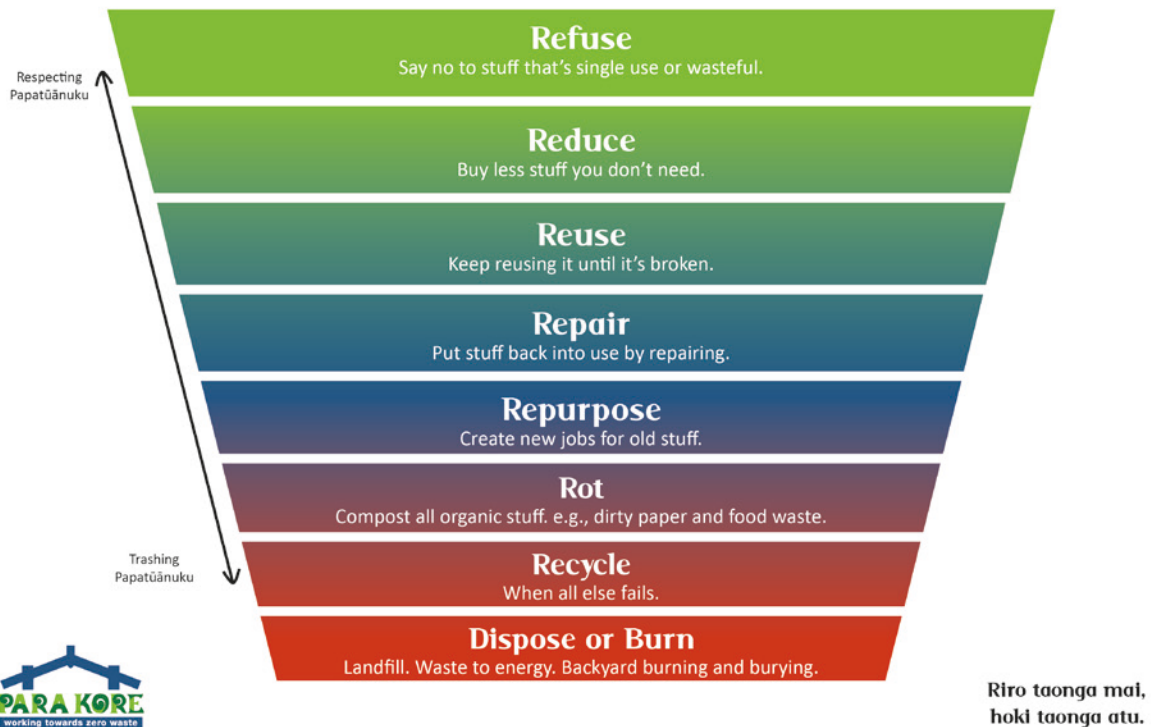 Refuse
Say no to stuff that's single use or wasteful.
Respecting
Papatūānuku
Reduce
Buy less stuff you don't need.
Reuse
Keep reusing it until it's broken.
Repair
Put stuff back into use by repairing.
Repurpose
Create new jobs for old stuff.
Rot
Compost all organic stuff. e.g., dirty paper and food waste.
Trashing
Papatūānuku
Recycle
When all else fails.
Dispose or Burn
Landfill. Waste to energy. Backyard burning and burying.
PARA KORE
working towards zero waste
Riro taonga mai,
hoki taonga atu.